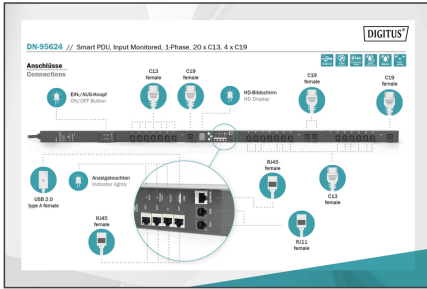 DIGITUS®
DN-95624 // Smart PDU, Input Monitored, 1-Phase, 20 x C13, 4 x C19
Anschlüsse
Connections
EIN-/AUS-Knopf
ON/OFF Button
C13
female
C19
female
HD-Bildschirm
HD Display
C19
female
C19
female
USB 2.0
type A female
Anzeigeleuchten
Indicator lights
RJ45
female
RJ45
female
C13
female
RJ11
female